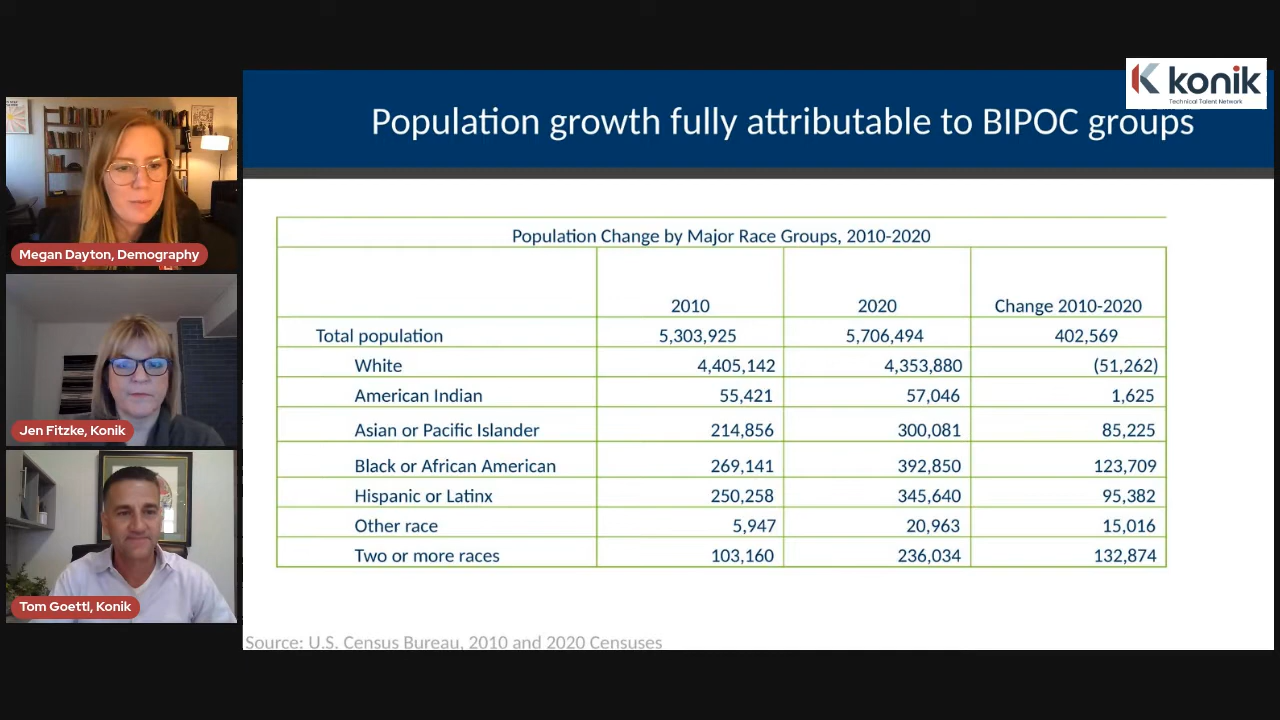 konik
Technical Talent Network
Population growth fully attributable to BIPOC groups
Megan Dayton, Demography
Jen Fitzke, Konik
Tom Goettl, Konik
Population Change by Major Race Groups, 2010-2020
2010 2020 Change 2010-2020
Total population 5,303,925 5,706,494 402,569
White 4,405,142 4,353,880 (51,262)
American Indian 55,421 57,046 1,625
Asian or Pacific Islander 214,856 300,081 85,225
Black or African American 269,141 392,850 123,709
Hispanic or Latinx 250,258 345,640 95,382
Other race 5,947 20,963 15,016
Two or more races 103,160 236,034 132,874
Source: U.S. Census Bureau, 2010 and 2020 Censuses